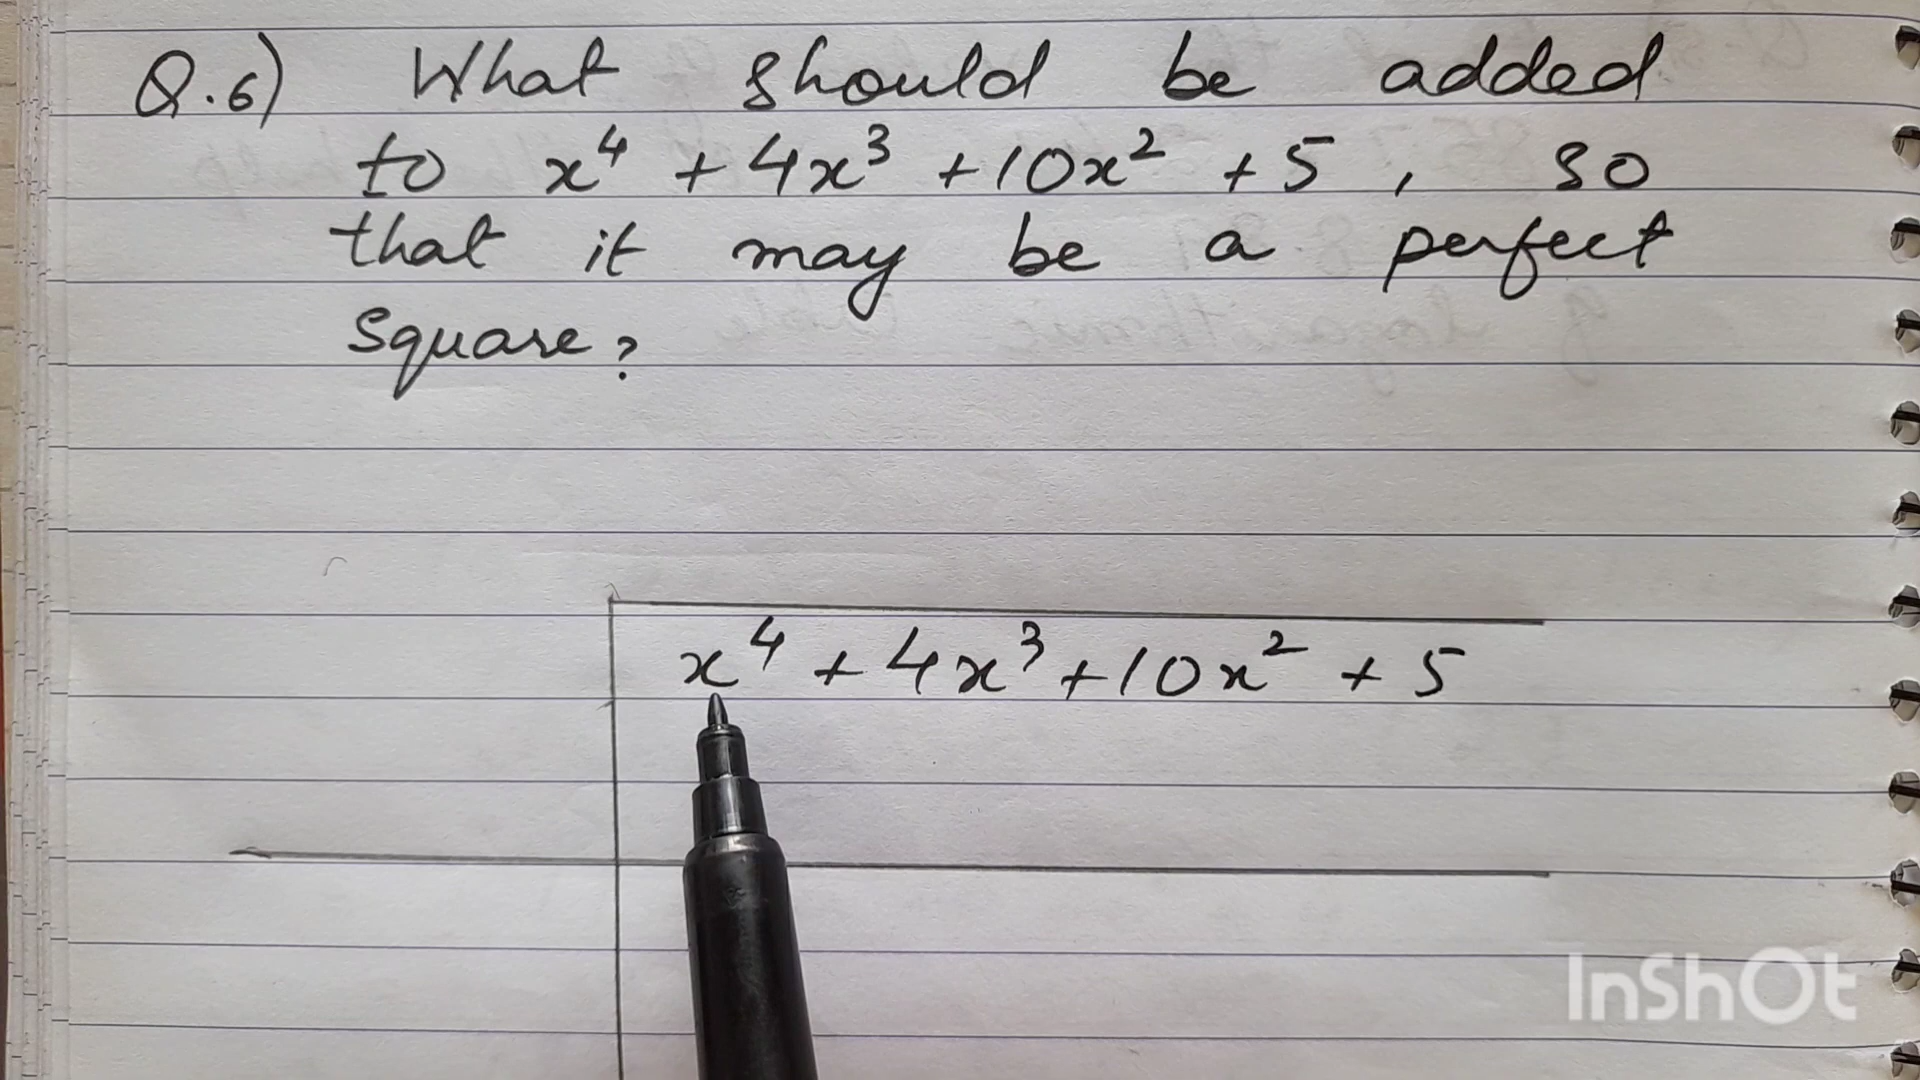 Q.6) What should be added
to x⁴ + 4x³ + 10x² + 5, so
that it may be a perfect
square?
x⁴ + 4x³ + 10x² + 5
InShOt